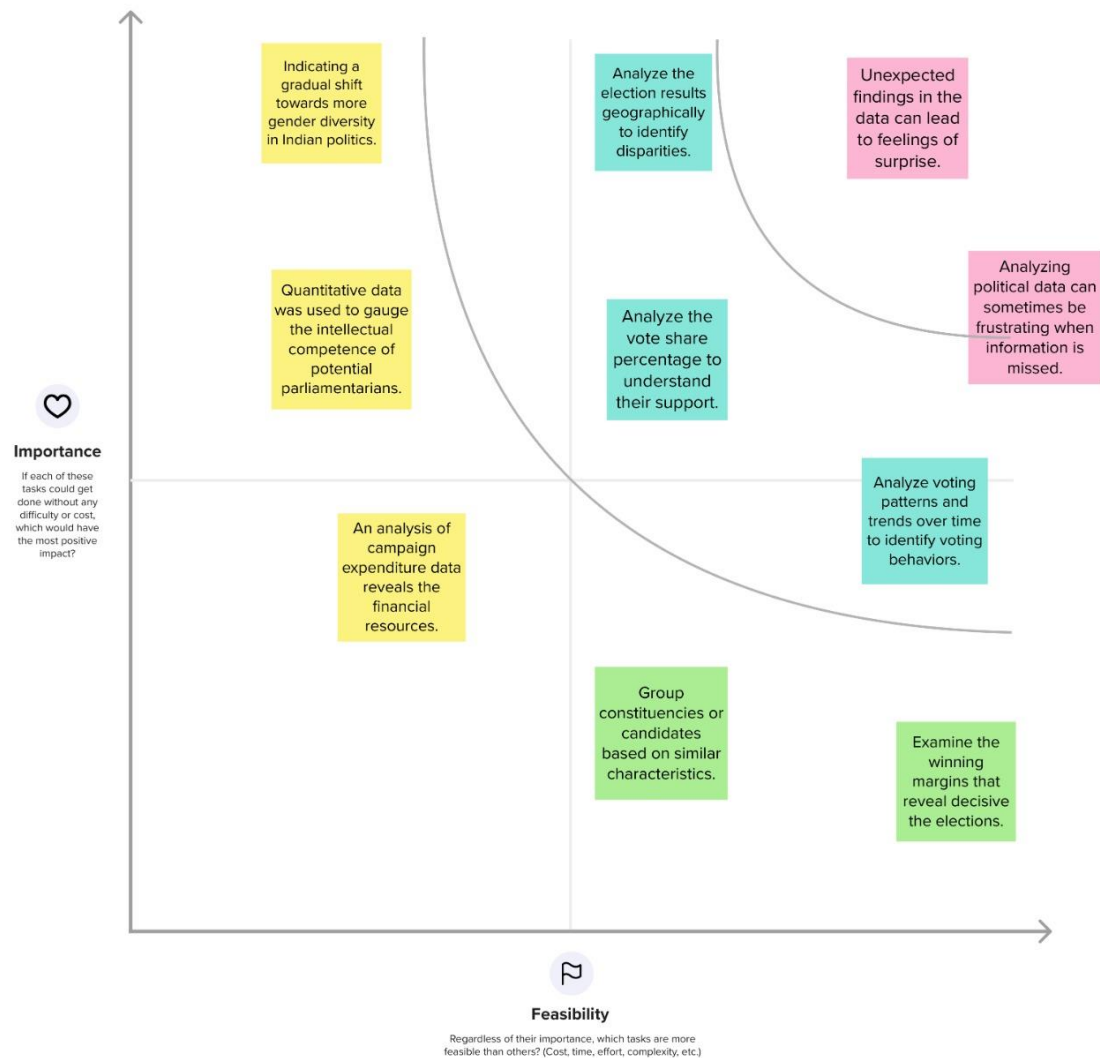 Indicating a
gradual shift
towards more
gender diversity
in Indian politics.
Analyze the
election results
geographically
to identify
disparities.
Unexpected
findings in the
data can lead
to feelings of
surprise.
Quantitative data
was used to gauge
the intellectual
competence of
potential
parliamentarians.
Analyze the
vote share
percentage to
understand
their support.
Analyzing
political data can
sometimes be
frustrating when
information is
missed.
Importance
If each of these
tasks could get
done without any
difficulty or cost,
which would have
the most positive
impact?
An analysis of
campaign
expenditure data
reveals the
financial
resources.
Analyze voting
patterns and
trends over time
to identify voting
behaviors.
Group
constituencies or
candidates
based on similar
characteristics.
Examine the
winning
margins that
reveal decisive
the elections.
Feasibility
Regardless of their importance, which tasks are more
feasible than others? (Cost, time, effort, complexity, etc.)